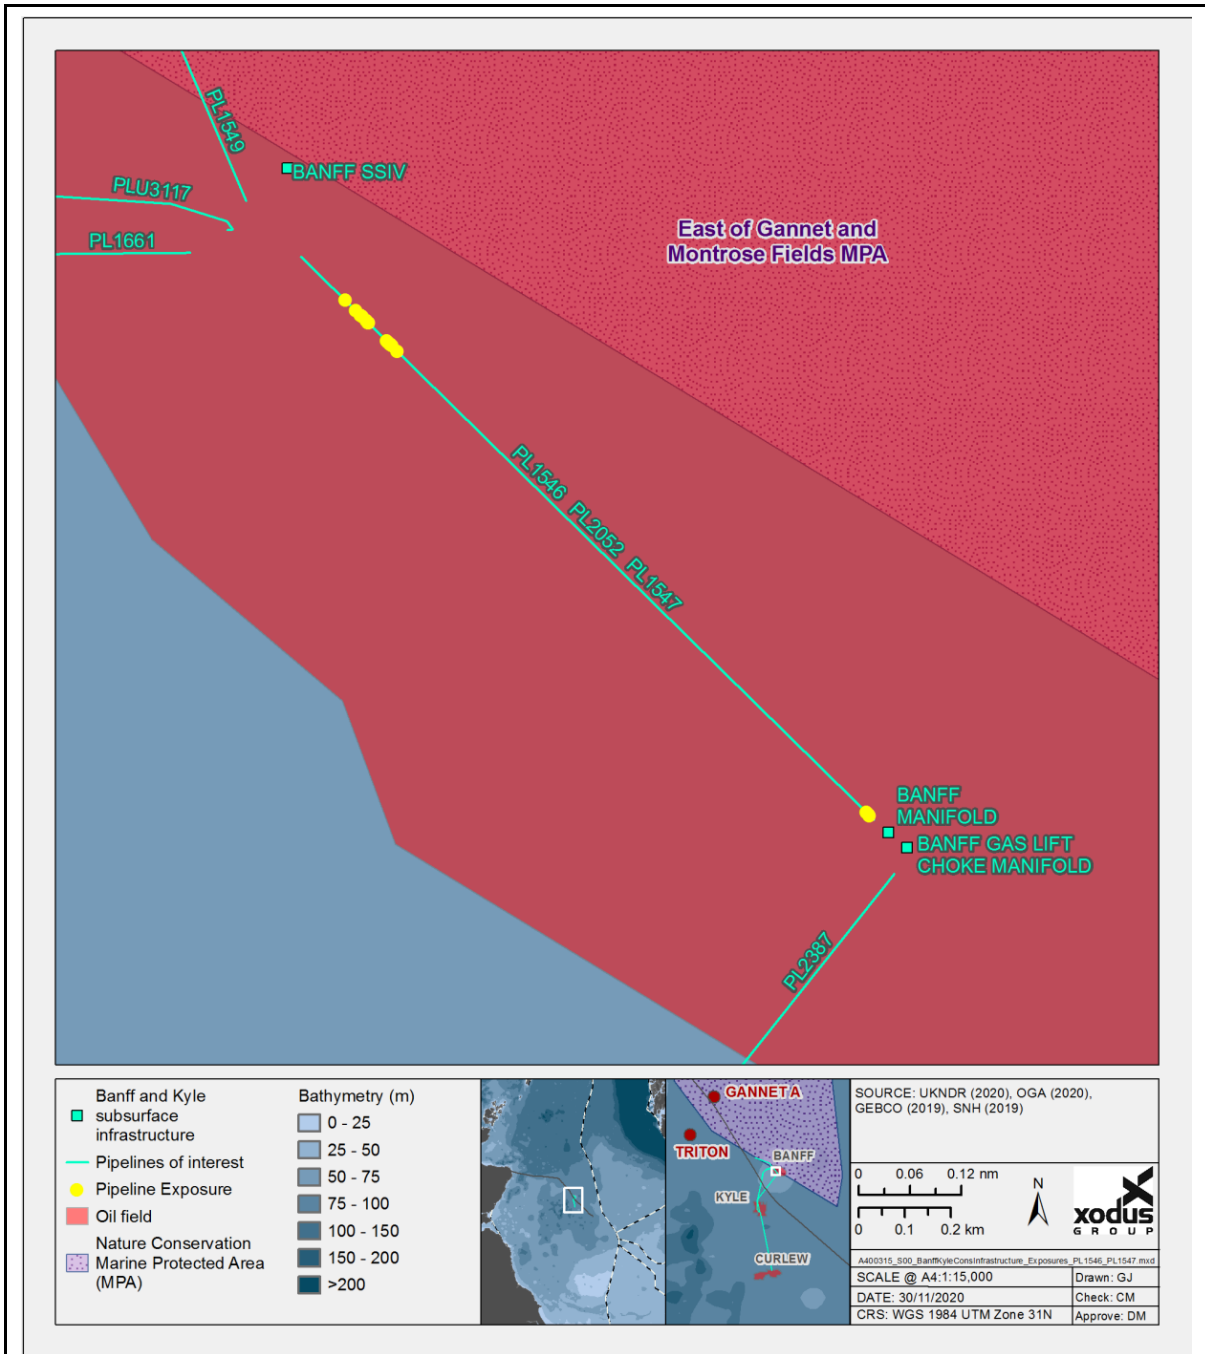 PL1549
BANFF SSIV
PLU3117
PL1661
East of Gannet and
Montrose Fields MPA
PL1546 PL2052 PL1547
BANFF
MANIFOLD
BANFF GAS LIFT
CHOKE MANIFOLD
PL2387
Banff and Kyle
subsurface
infrastructure
Pipelines of interest
Pipeline Exposure
Oil field
Nature Conservation
Marine Protected Area
(MPA)
Bathymetry (m)
0 - 25
25 - 50
50 - 75
75 - 100
100 - 150
150 - 200
>200
GANNET A
TRITON
BANFF
KYLE
CURLEW
SOURCE: UKNDR (2020), OGA (2020),
GEBCO (2019), SNH (2019)
0 0.06 0.12 nm
0 0.1 0.2 km
N
xodus
GROUP
A400315_S00_BanffKyleConsInfrastructure_Exposures_PL1546_PL1547.mxd
SCALE @ A4:1:15,000
Drawn: GJ
DATE: 30/11/2020
Check: CM
CRS: WGS 1984 UTM Zone 31N
Approve: DM